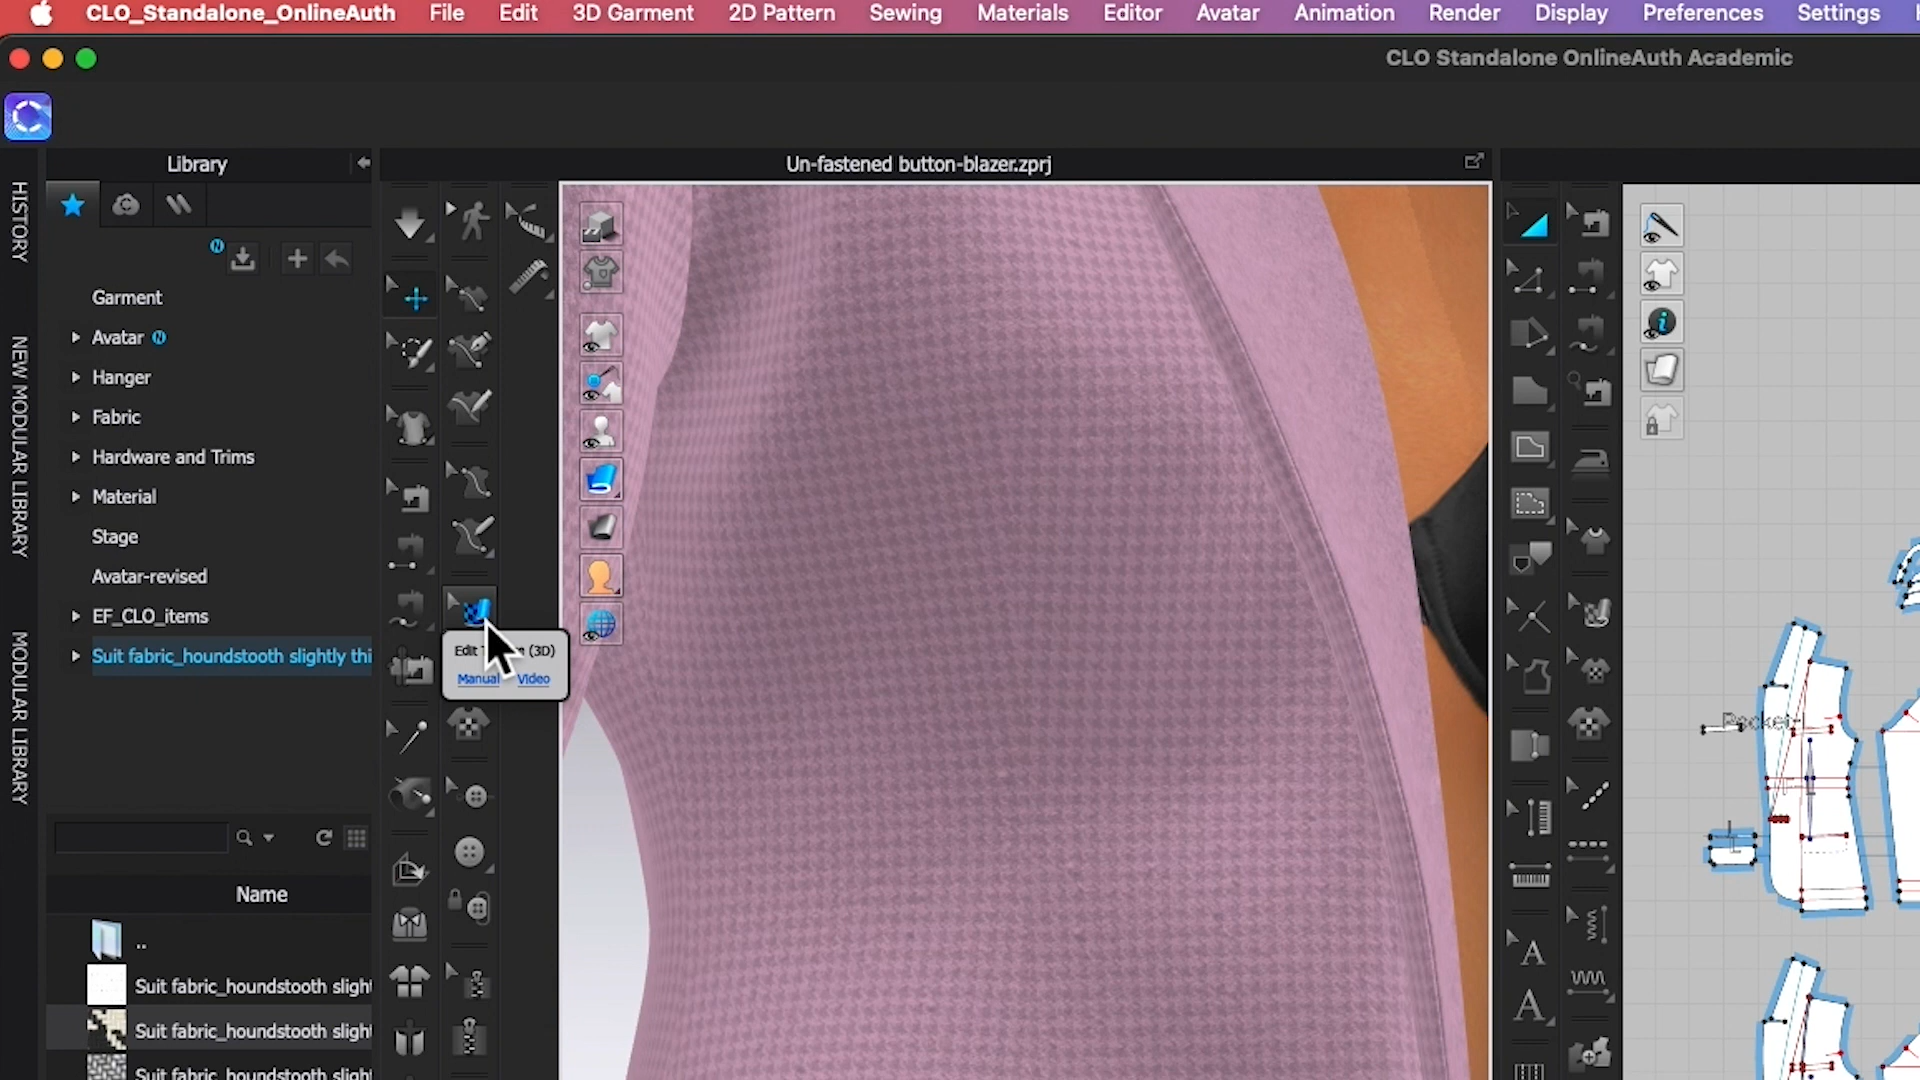 CLO_Standalone_OnlineAuth File Edit 3D Garment 2D Pattern Sewing Materials Editor Avatar Animation Render Display Preferences Settings
CLO Standalone OnlineAuth Academic
Library
Un-fastened button-blazer.zprj
HISTORY
NEW MODULAR LIBRARY
MODULAR LIBRARY
N
Garment
Avatar N
Hanger
Fabric
Hardware and Trims
Material
Stage
Avatar-revised
EF_CLO_items
Suit fabric_houndstooth slightly thi
Edit (3D)
Manual Video
Name
..
Suit fabric_houndstooth slight
Suit fabric_houndstooth slight
Suit fabric_houndstooth slight
A
A